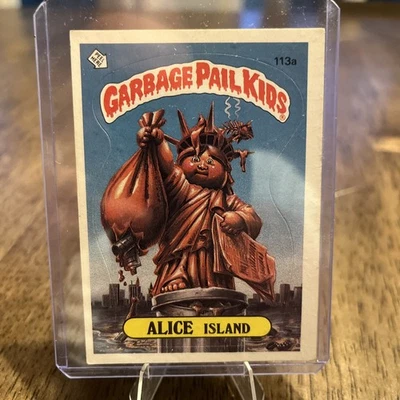 113a
GARBAGE PAIL KIDS®
ALICE ISLAND